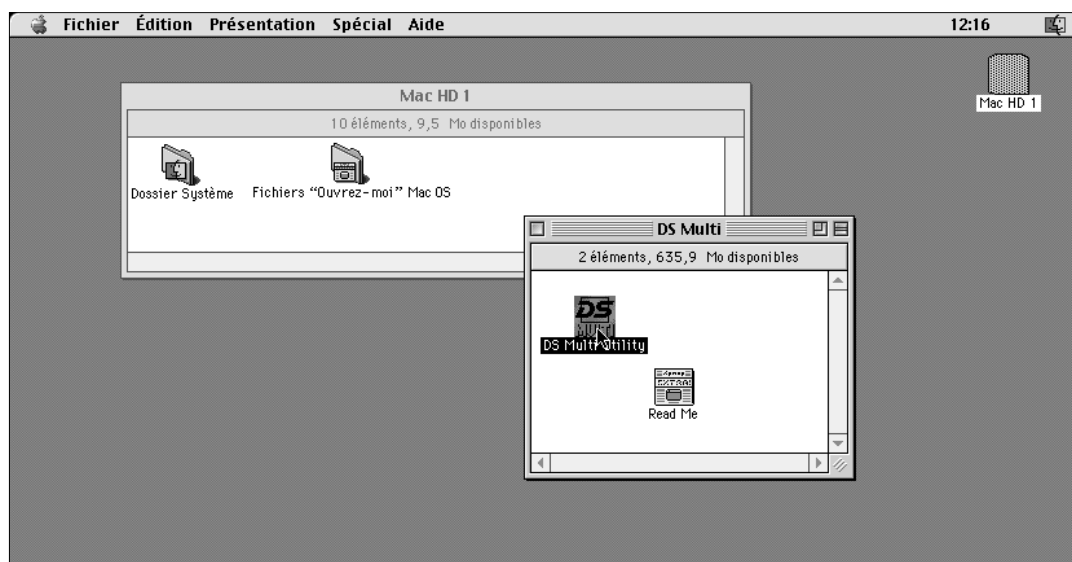 Fichier Édition Présentation Spécial Aide 12:16
Mac HD 1
Mac HD 1
10 éléments, 9,5 Mo disponibles
Dossier Système
Fichiers “Ouvrez-moi” Mac OS
DS Multi
2 éléments, 635,9 Mo disponibles
DS
MULTI
DS Multi Utility
EXTRA!
Read Me